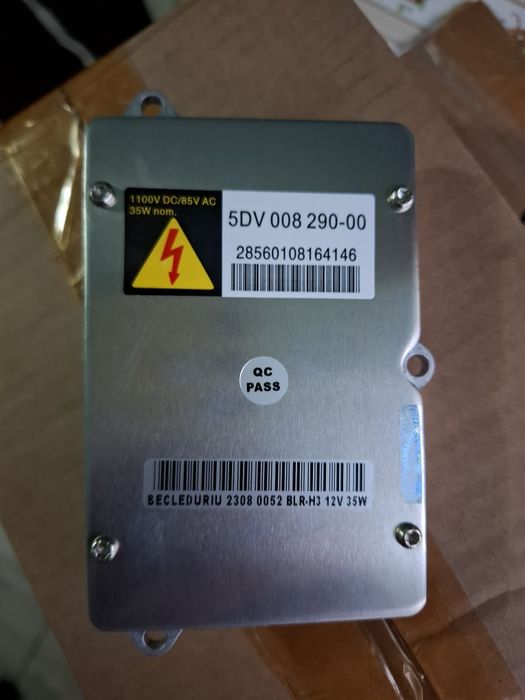 1100V DC/85V AC
35W nom.
5DV 008 290-00
28560108164146
QC
PASS
BECLEDURIU 2308 0052 BLR-H3 12V 35W